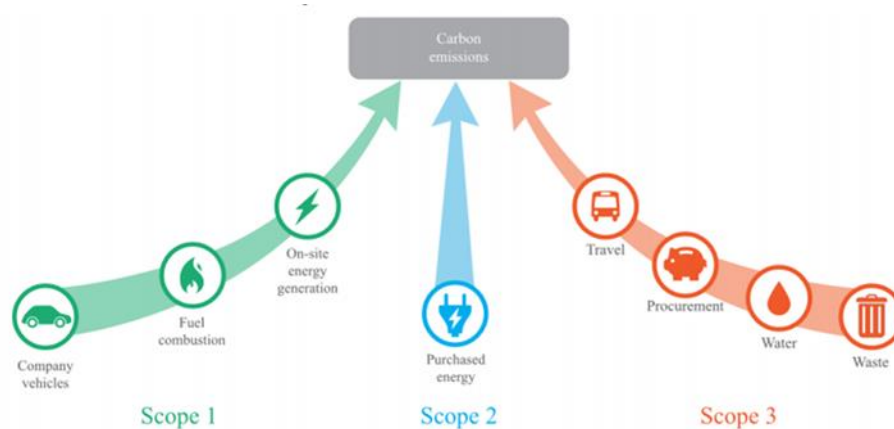 Carbon
emissions
Travel
On-site
energy
generation
Procurement
Fuel
combustion
Water
Company
vehicles
Purchased
energy
Waste
Scope 1
Scope 2
Scope 3